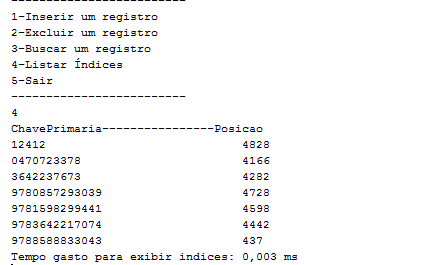 -------------------------
1-Inserir um registro
2-Excluir um registro
3-Buscar um registro
4-Listar Índices
5-Sair
-------------------------
4
ChavePrimaria----------------Posicao
12412 4828
0470723378 4166
3642237673 4282
9780857293039 4728
9781598299441 4598
9783642217074 4442
9788588833043 437
Tempo gasto para exibir indices: 0,003 ms